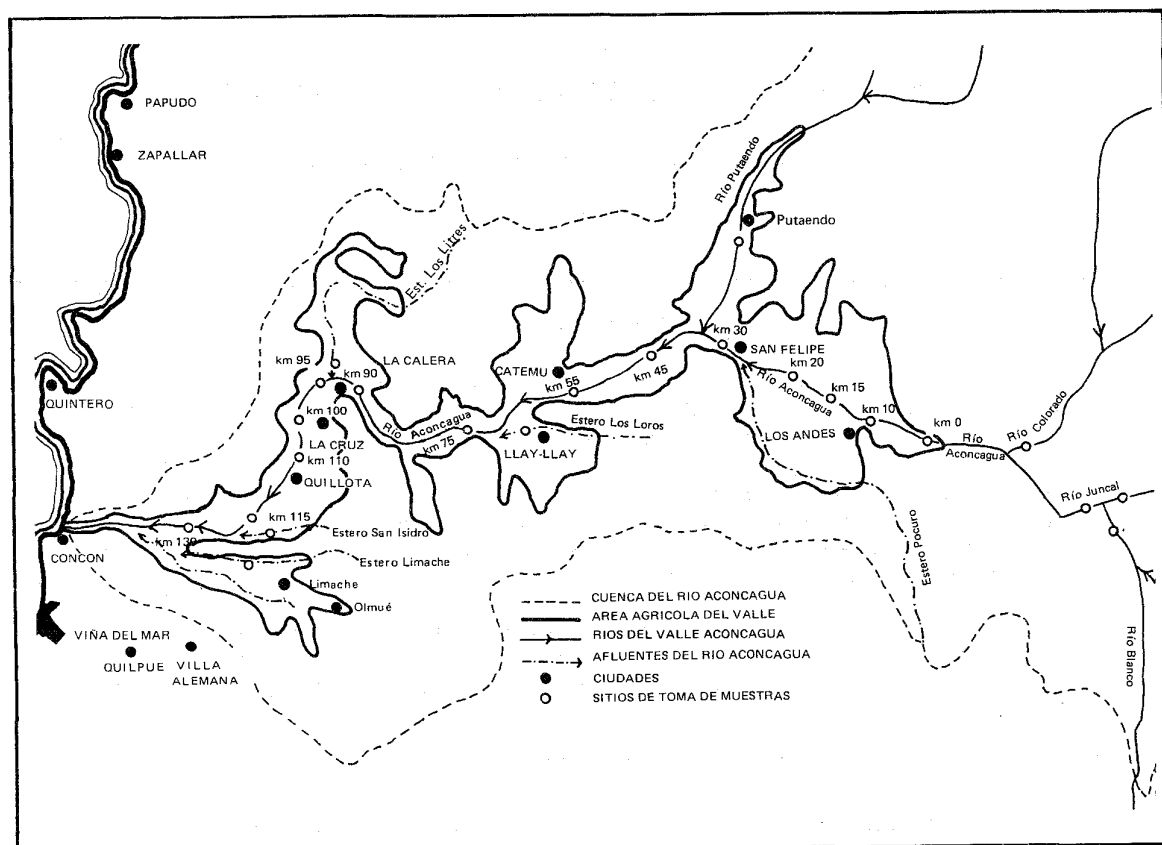 PAPUDO
ZAPALLAR
Río Putaendo
Putaendo
Est. Los Litres
km 95
km 90
LA CALERA
CATEMU
km 55
km 45
km 30
SAN FELIPE
km 20
km 15
km 10
km 0
Río Aconcagua
QUINTERO
km 100
LA CRUZ
Río Aconcagua
km 75
Estero Los Loros
LLAY-LLAY
LOS ANDES
Río
Aconcagua
Río Colorado
Río Juncal
km 110
QUILLOTA
km 115
Estero San Isidro
km 130
CONCON
Estero Limache
Limache
Olmué
Estero Pocuro
Río Blanco
VIÑA DEL MAR
QUILPUE
VILLA
ALEMANA
CUENCA DEL RIO ACONCAGUA
AREA AGRICOLA DEL VALLE
RIOS DEL VALLE ACONCAGUA
AFLUENTES DEL RIO ACONCAGUA
CIUDADES
SITIOS DE TOMA DE MUESTRAS